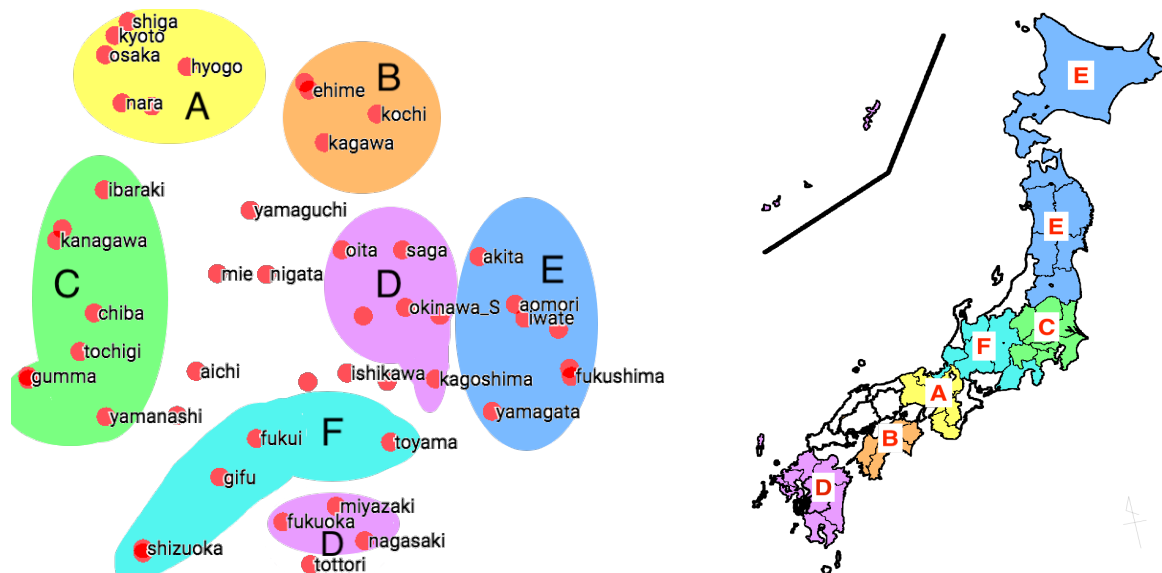 shiga
kyoto
osaka
hyogo
nara
A
B
ehime
kochi
kagawa
ibaraki
kanagawa
C
chiba
tochigi
gumma
yamanashi
yamaguchi
mie
nigata
aichi
oita
saga
D
okinawa_S
ishikawa
kagoshima
akita
E
aomori
iwate
fukushima
yamagata
F
fukui
toyama
gifu
shizuoka
miyazaki
fukuoka
D
nagasaki
tottori
E
E
C
F
A
B
D